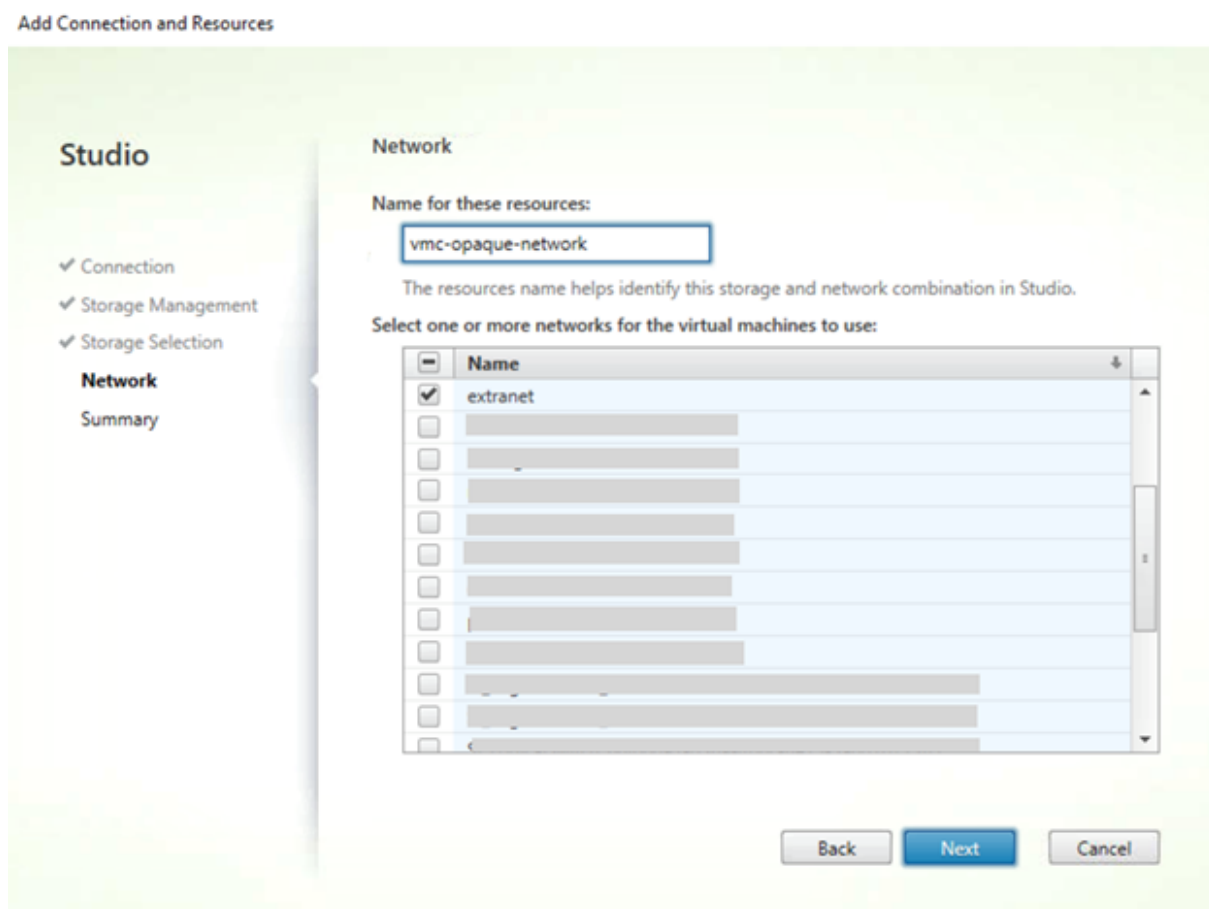 Add Connection and Resources
Studio
Connection
Storage Management
Storage Selection
Network
Summary
Network
Name for these resources:
vmc-opaque-network
The resources name helps identify this storage and network combination in Studio.
Select one or more networks for the virtual machines to use:
Name
extranet
Back Next Cancel